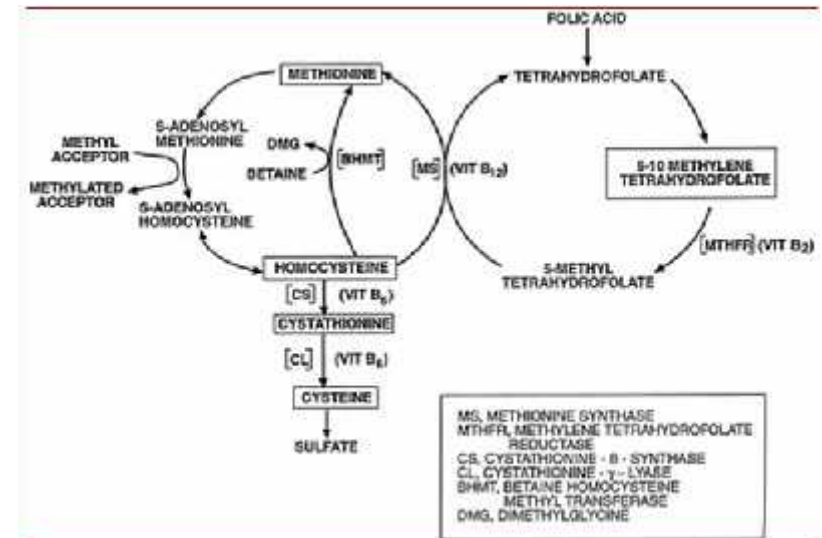 FOLIC ACID
METHIONINE
TETRAHYDROFOLATE
S-ADENOSYL
METHIONINE
METHYL
ACCEPTOR
METHYLATED
ACCEPTOR
S-ADENOSYL
HOMOCYSTEINE
DMG
BETAINE
[BHMT]
[MS] (VIT B12)
5-10 METHYLENE
TETRAHYDROFOLATE
[MTHFR] (VIT B2)
5-METHYL
TETRAHYDROFOLATE
HOMOCYSTEINE
[CS] (VIT B6)
CYSTATHIONINE
[CL] (VIT B6)
CYSTEINE
SULFATE
MS, METHIONINE SYNTHASE
MTHFR, METHYLENE TETRAHYDROFOLATE
REDUCTASE
CS, CYSTATHIONINE - B - SYNTHASE
CL, CYSTATHIONINE - γ - LYASE
BHMT, BETAINE HOMOCYSTEINE
METHYL TRANSFERASE
DMG, DIMETHYLGLYCINE